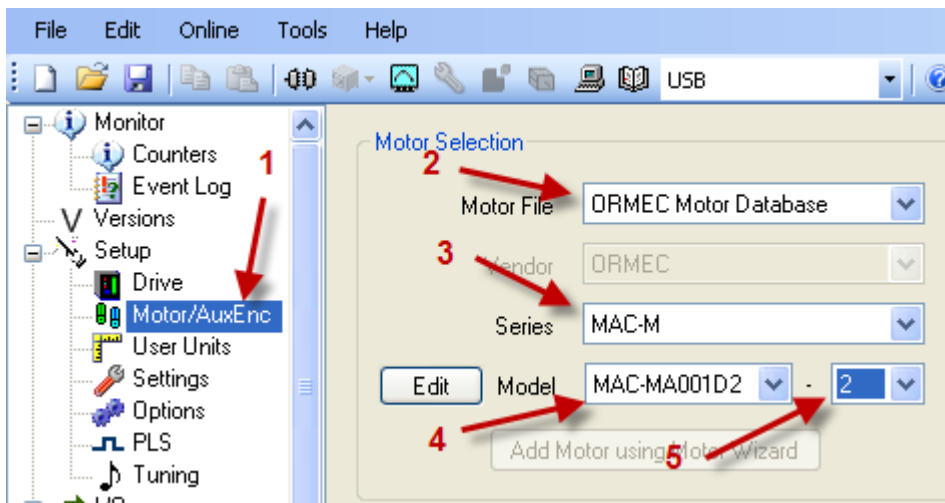 File Edit Online Tools Help
USB
Monitor
Counters
Event Log
Versions
Setup
Drive
Motor/AuxEnc
User Units
Settings
Options
PLS
Tuning
1
Motor Selection
2
Motor File ORMEC Motor Database
3
Vendor ORMEC
Series MAC-M
Edit Model MAC-MA001D2 - 2
4
5
Add Motor using Motor Wizard